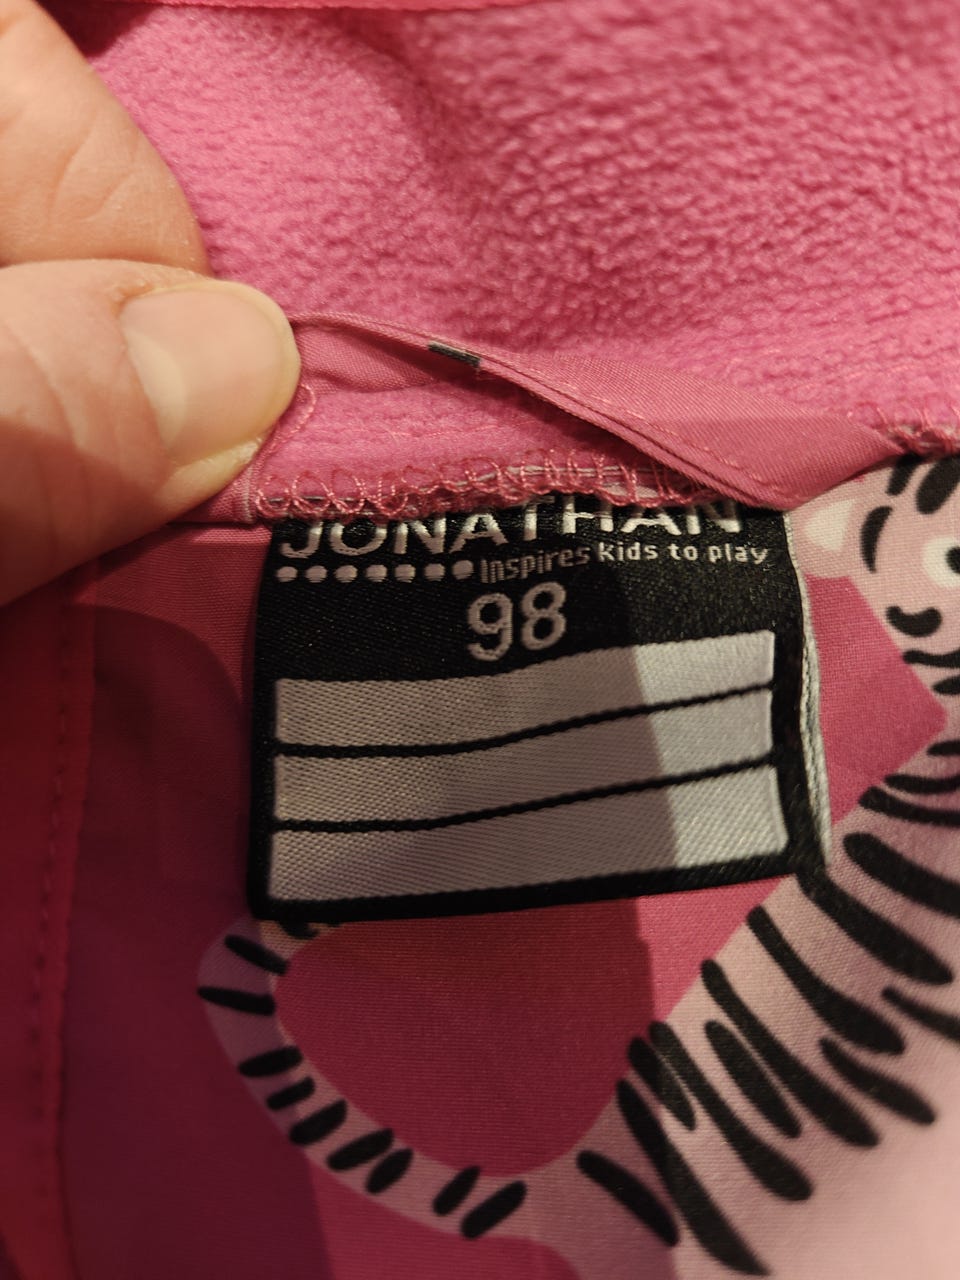 JONATHAN
Inspires kids to play
98